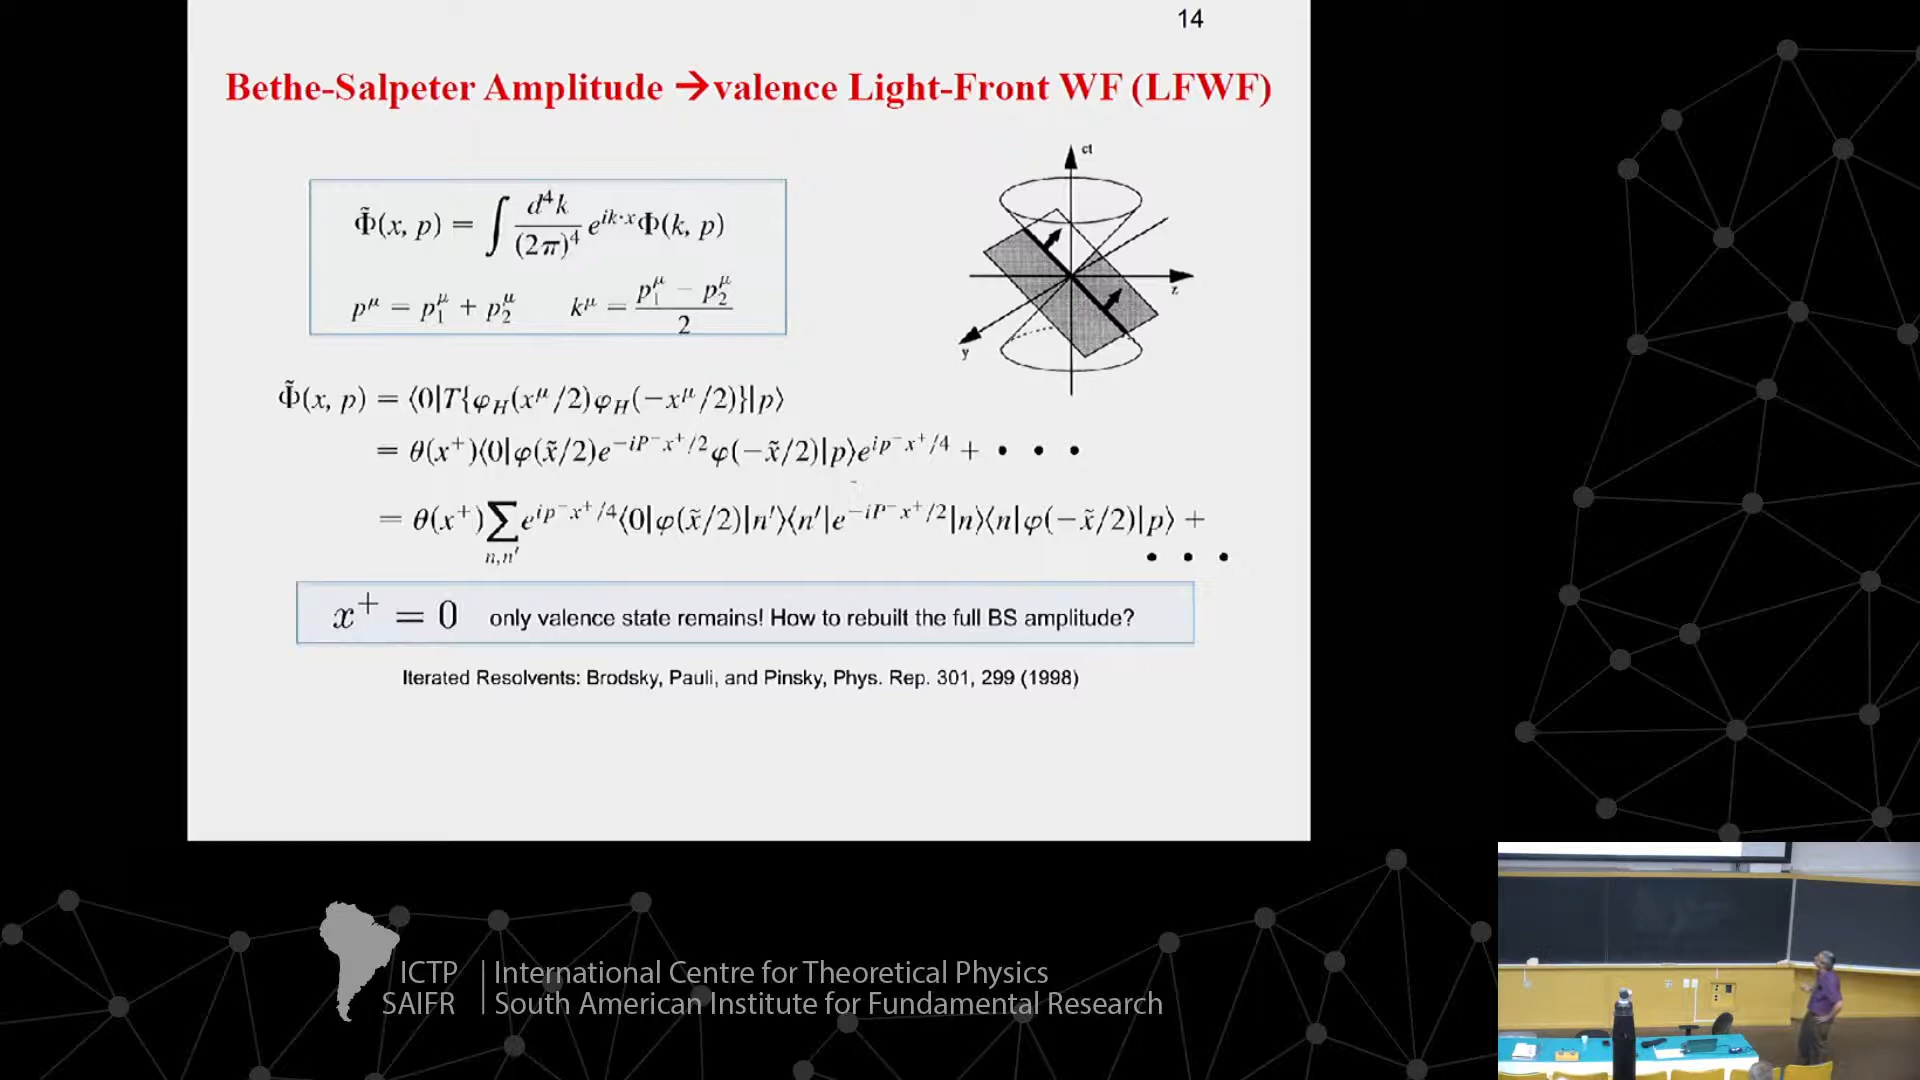 14
Bethe-Salpeter Amplitude →valence Light-Front WF (LFWF)
ct
z
y
Φ̃(x, p) = ∫ d⁴k/(2π)⁴ e^{ik·x}Φ(k, p)
p^μ = p₁^μ + p₂^μ    k^μ = (p₁^μ − p₂^μ)/2
Φ̃(x, p) = ⟨0|T{φ_H(x^μ/2)φ_H(−x^μ/2)}|p⟩
= θ(x⁺)⟨0|φ(x̃/2)e^{−iP⁻x⁺/2}φ(−x̃/2)|p⟩e^{ip⁻x⁺/4} + • • •
= θ(x⁺)∑_{n,n′} e^{ip⁻x⁺/4}⟨0|φ(x̃/2)|n′⟩⟨n′|e^{−iP⁻x⁺/2}|n⟩⟨n|φ(−x̃/2)|p⟩ +
• • •
x⁺ = 0 only valence state remains! How to rebuilt the full BS amplitude?
Iterated Resolvents: Brodsky, Pauli, and Pinsky, Phys. Rep. 301, 299 (1998)
ICTP | International Centre for Theoretical Physics
SAIFR | South American Institute for Fundamental Research